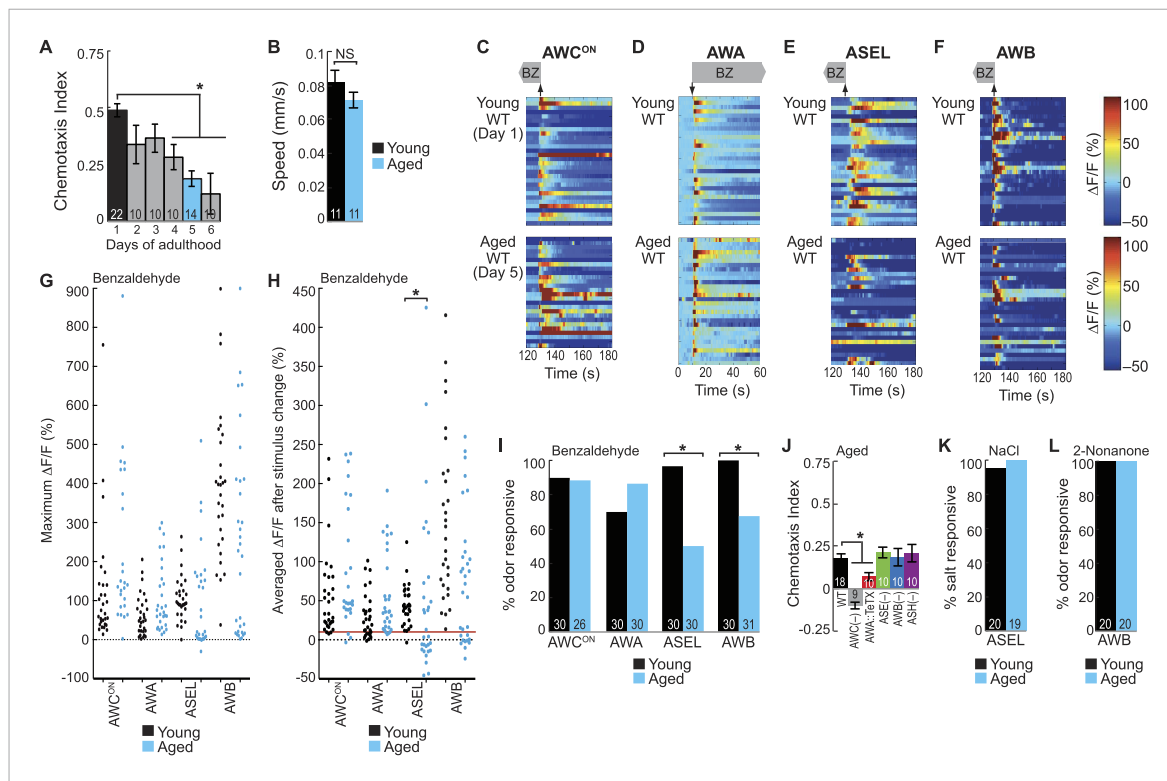 A
0.75
0.5
0.25
0
Chemotaxis Index
*
22 10 10 10 14 19
1 2 3 4 5 6
Days of adulthood
B
NS
0.1
0.08
0.06
0.04
0.02
0
Speed (mm/s)
11 11
Young
Aged
C
AWC^ON
BZ
Young
WT
(Day 1)
Aged
WT
(Day 5)
120 140 160 180
Time (s)
D
AWA
BZ
Young
WT
Aged
WT
0 20 40 60
Time (s)
E
ASEL
BZ
Young
WT
Aged
WT
120 140 160 180
Time (s)
F
AWB
BZ
Young
WT
Aged
WT
120 140 160 180
Time (s)
100
50
0
−50
ΔF/F (%)
100
50
0
−50
ΔF/F (%)
G
Benzaldehyde
900
800
700
600
500
400
300
200
100
0
-100
Maximum ΔF/F (%)
AWC^ON
AWA
ASEL
AWB
Young
Aged
H
Benzaldehyde
450
400
350
300
250
200
150
100
50
0
-50
Averaged ΔF/F after stimulus change (%)
*
AWC^ON
AWA
ASEL
AWB
Young
Aged
I
Benzaldehyde
100
80
60
40
20
0
% odor responsive
* *
30 26 30 30 30 30 30 31
AWC^ON AWA ASEL AWB
Young
Aged
J
Aged
0.75
0.5
0.25
0
-0.25
Chemotaxis Index
*
18 9 10 10 10 10
WT
AWC(−)
AWA::TeTX
ASE(−)
AWB(−)
ASH(−)
K
NaCl
100
80
60
40
20
0
% salt responsive
20 19
ASEL
Young
Aged
L
2-Nonanone
100
80
60
40
20
0
% odor responsive
20 20
AWB
Young
Aged